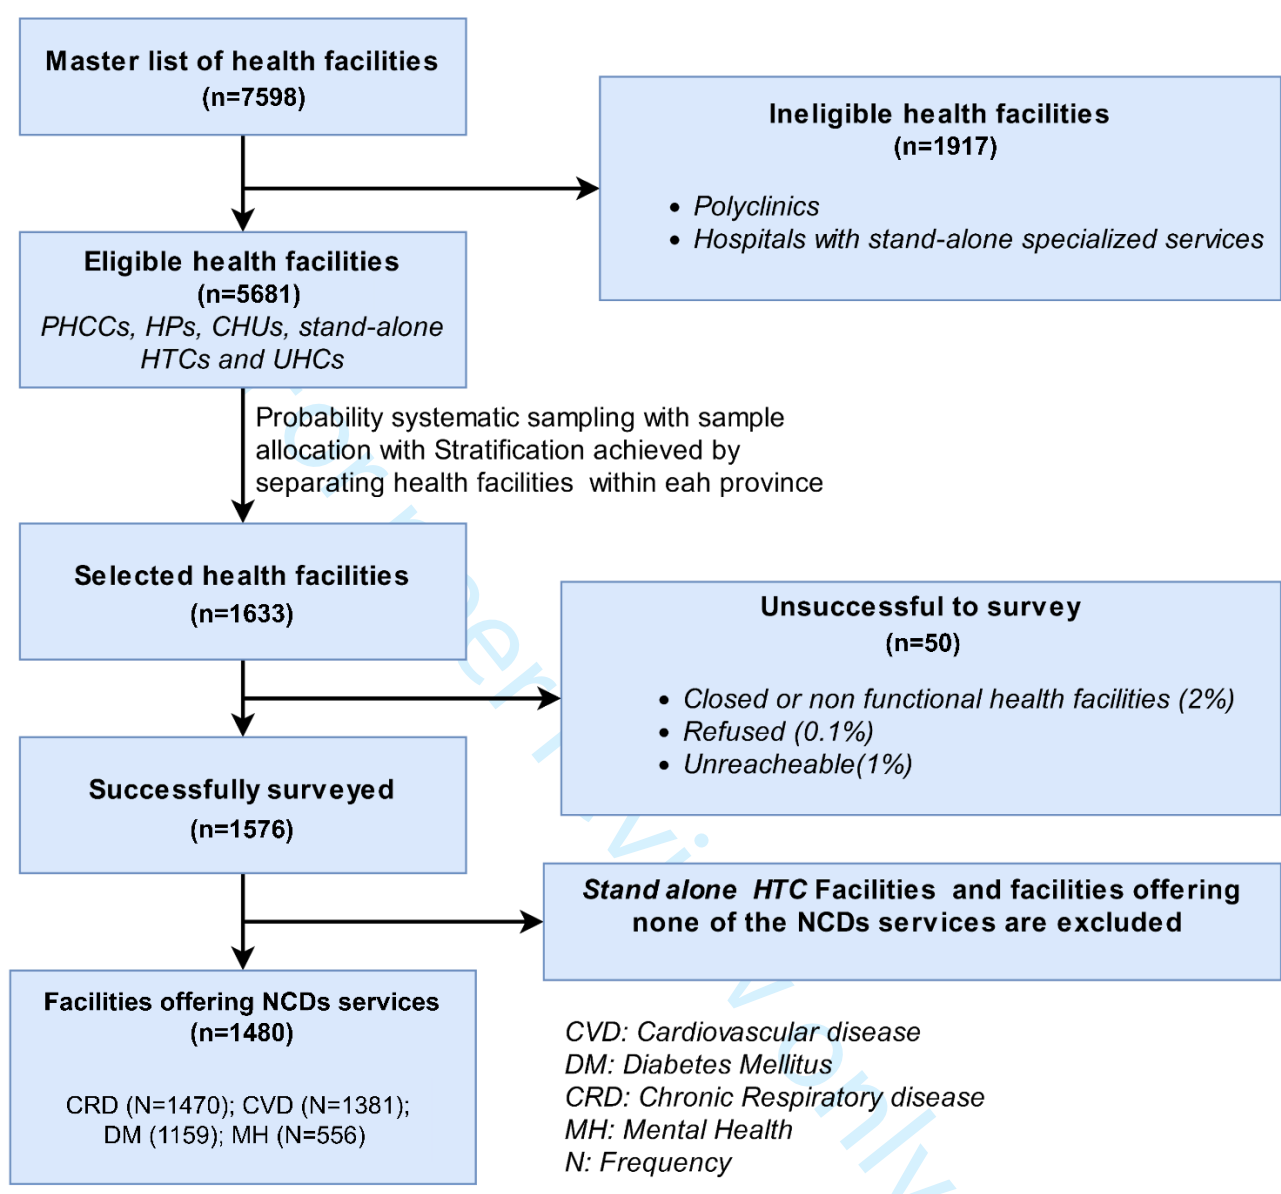 Master list of health facilities
(n=7598)
Ineligible health facilities
(n=1917)
• Polyclinics
• Hospitals with stand-alone specialized services
Eligible health facilities
(n=5681)
PHCCs, HPs, CHUs, stand-alone
HTCs and UHCs
Probability systematic sampling with sample
allocation with Stratification achieved by
separating health facilities within eah province
Selected health facilities
(n=1633)
Unsuccessful to survey
(n=50)
• Closed or non functional health facilities (2%)
• Refused (0.1%)
• Unreacheable(1%)
Successfully surveyed
(n=1576)
Stand alone HTC Facilities and facilities offering
none of the NCDs services are excluded
Facilities offering NCDs services
(n=1480)
CRD (N=1470); CVD (N=1381);
DM (1159); MH (N=556)
CVD: Cardiovascular disease
DM: Diabetes Mellitus
CRD: Chronic Respiratory disease
MH: Mental Health
N: Frequency